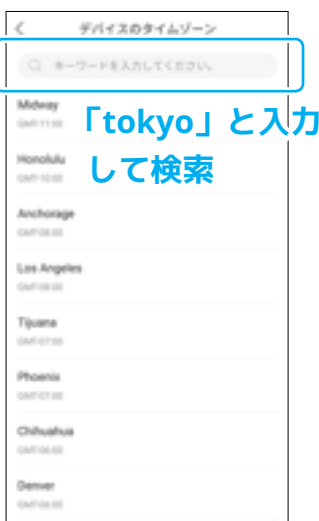 デバイスのタイムゾーン
キーワードを入力してください。
Midway
GMT-11:00
「tokyo」と入力
して検索
Honolulu
GMT-10:00
Anchorage
Los Angeles
GMT-08:00
Tijuana
GMT-07:00
Phoenix
GMT-07:00
Chihuahua
GMT-06:00
Denver
GMT-06:00